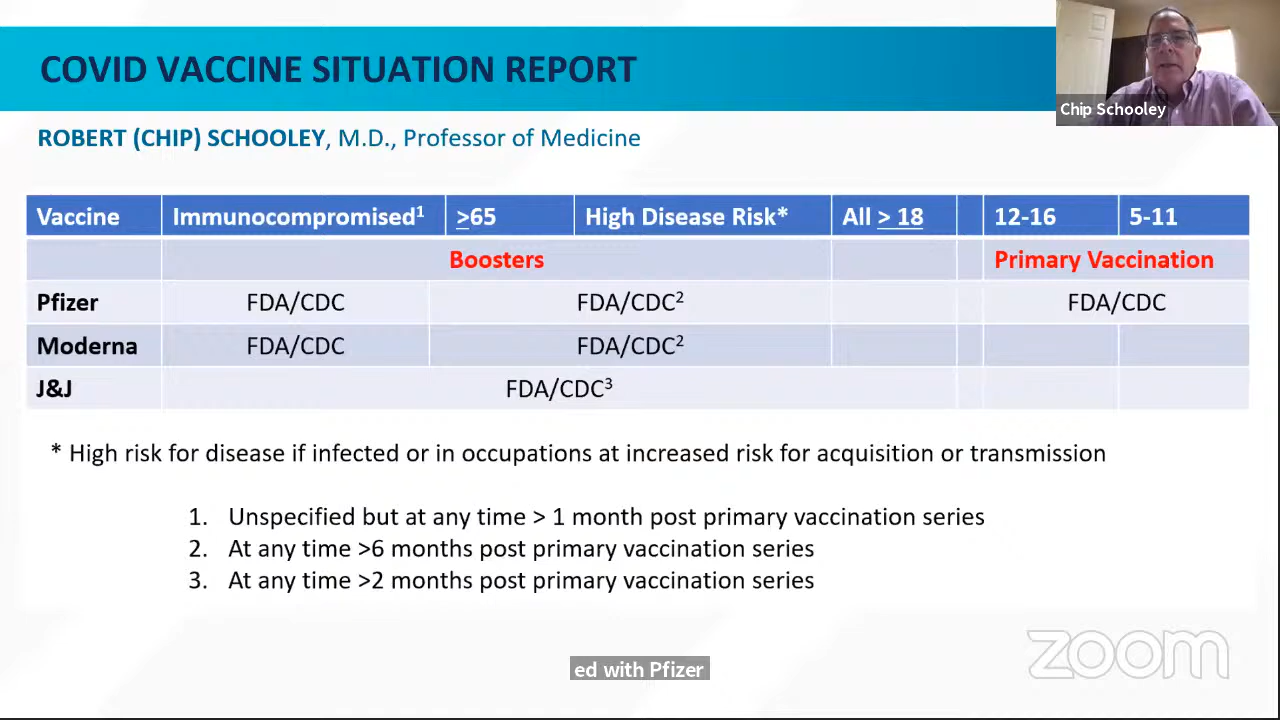 COVID VACCINE SITUATION REPORT
Chip Schooley
ROBERT (CHIP) SCHOOLEY, M.D., Professor of Medicine
Vaccine Immunocompromised¹ ≥65 High Disease Risk* All ≥ 18 12-16 5-11
Boosters Primary Vaccination
Pfizer FDA/CDC FDA/CDC² FDA/CDC
Moderna FDA/CDC FDA/CDC²
J&J FDA/CDC³
* High risk for disease if infected or in occupations at increased risk for acquisition or transmission
1. Unspecified but at any time > 1 month post primary vaccination series
2. At any time >6 months post primary vaccination series
3. At any time >2 months post primary vaccination series
zoom
ed with Pfizer